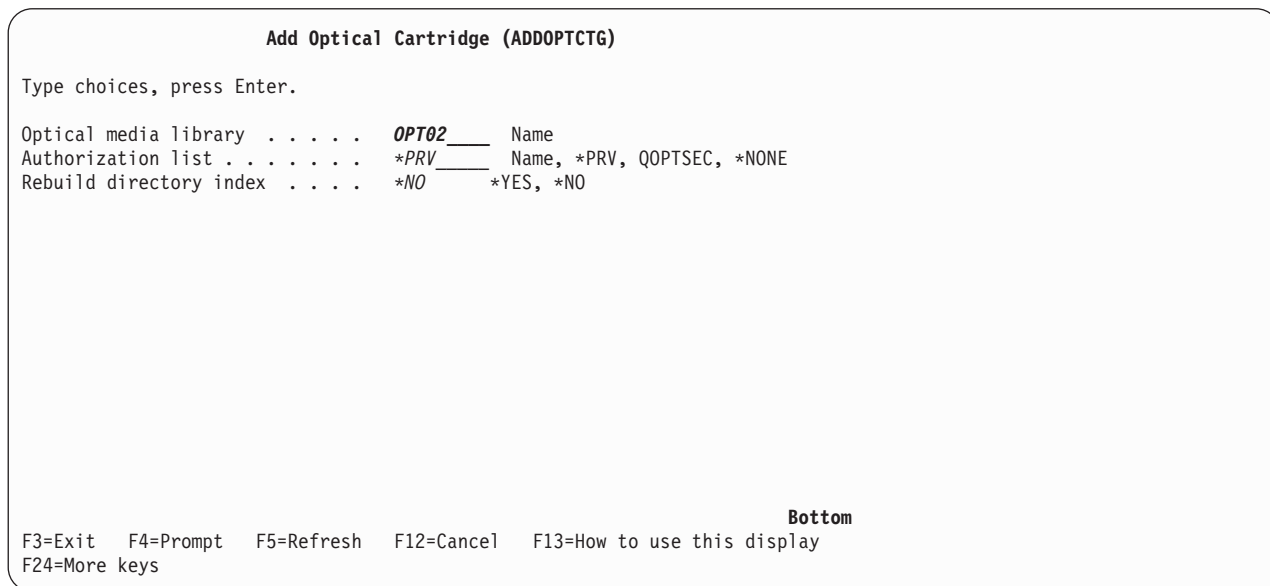 Add Optical Cartridge (ADDOPTCTG)
Type choices, press Enter.
Optical media library . . . . . OPT02____ Name
Authorization list . . . . . . . *PRV_____ Name, *PRV, QOPTSEC, *NONE
Rebuild directory index . . . . *NO *YES, *NO
Bottom
F3=Exit F4=Prompt F5=Refresh F12=Cancel F13=How to use this display
F24=More keys